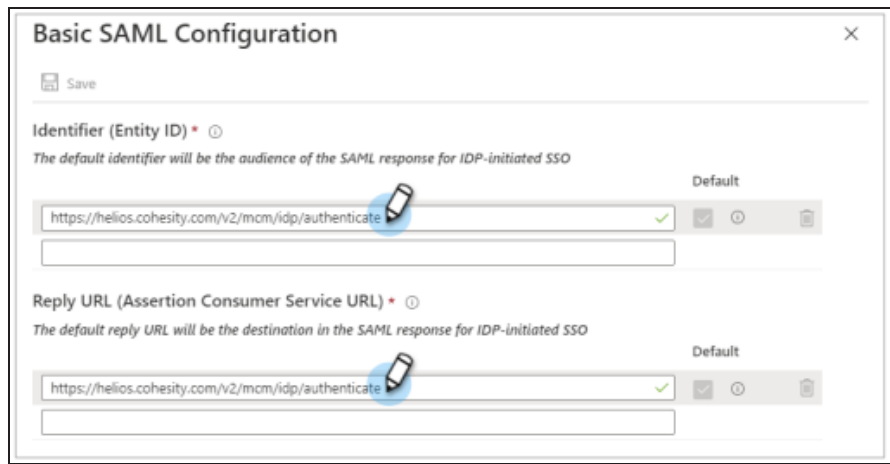 Basic SAML Configuration
Save
Identifier (Entity ID) *
The default identifier will be the audience of the SAML response for IDP-initiated SSO
Default
https://helios.cohesity.com/v2/mcm/idp/authenticate
Reply URL (Assertion Consumer Service URL) *
The default reply URL will be the destination in the SAML response for IDP-initiated SSO
Default
https://helios.cohesity.com/v2/mcm/idp/authenticate